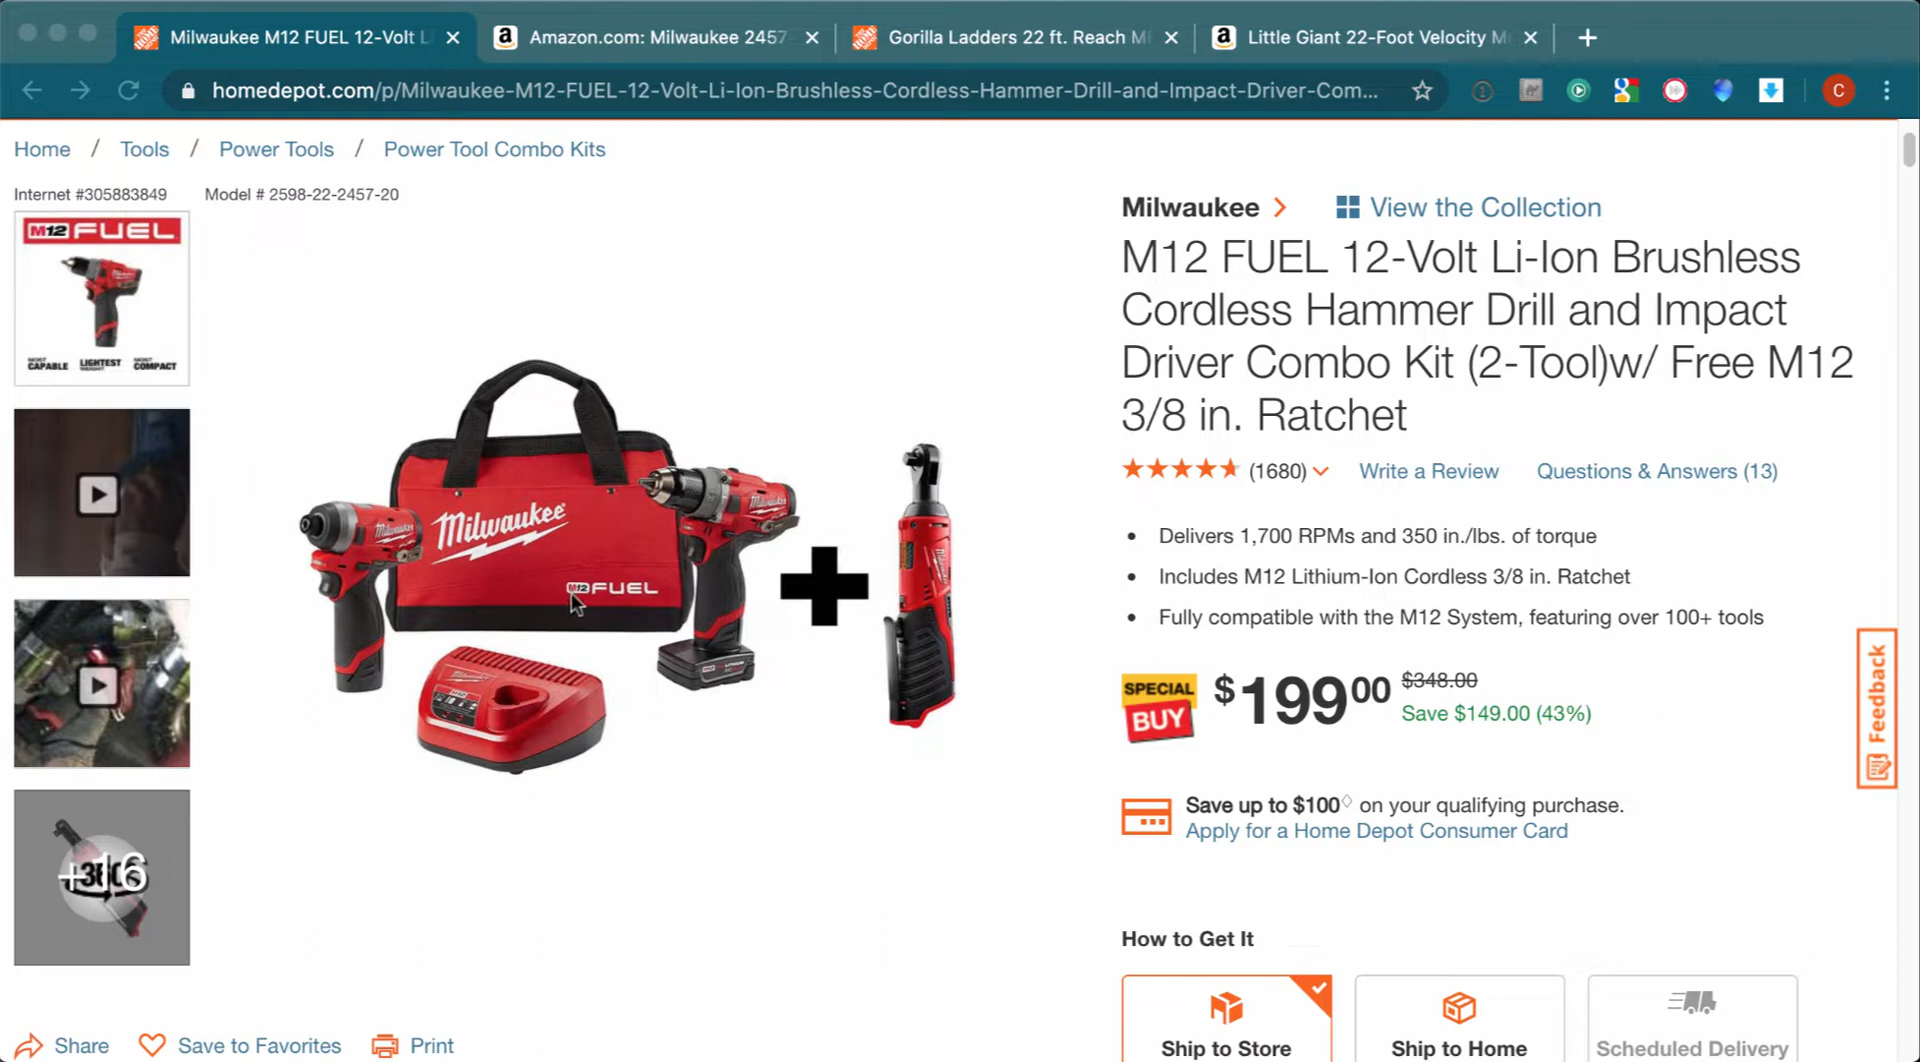 Milwaukee M12 FUEL 12-Volt L
Amazon.com: Milwaukee 2457
Gorilla Ladders 22 ft. Reach M
Little Giant 22-Foot Velocity M
homedepot.com/p/Milwaukee-M12-FUEL-12-Volt-Li-Ion-Brushless-Cordless-Hammer-Drill-and-Impact-Driver-Com...
C
Home / Tools / Power Tools / Power Tool Combo Kits
Internet #305883849 Model # 2598-22-2457-20
M12 FUEL
MOST CAPABLE LIGHTEST WEIGHT MOST COMPACT
Milwaukee
M12 FUEL
Milwaukee
Milwaukee
+16
360°
Share
Save to Favorites
Print
Milwaukee > View the Collection
M12 FUEL 12-Volt Li-Ion Brushless
Cordless Hammer Drill and Impact
Driver Combo Kit (2-Tool)w/ Free M12
3/8 in. Ratchet
(1680) Write a Review Questions & Answers (13)
• Delivers 1,700 RPMs and 350 in./lbs. of torque
• Includes M12 Lithium-Ion Cordless 3/8 in. Ratchet
• Fully compatible with the M12 System, featuring over 100+ tools
SPECIAL
BUY
$19900
$348.00
Save $149.00 (43%)
Save up to $100◊ on your qualifying purchase.
Apply for a Home Depot Consumer Card
How to Get It
Ship to Store
Ship to Home
Scheduled Delivery
Feedback